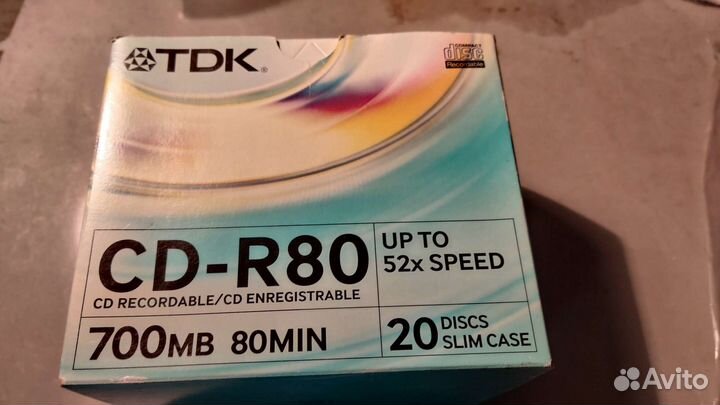 TDK®
COMPACT
disc
Recordable
CD-R80
CD RECORDABLE/CD ENREGISTRABLE
UP TO
52x SPEED
700MB 80MIN
20 DISCS
SLIM CASE
Avito